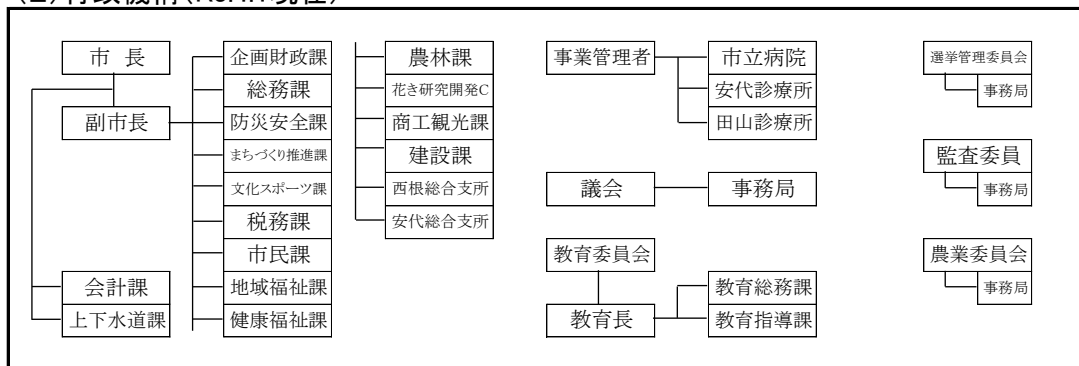 市 長
副市長
会計課
上下水道課
企画財政課
総務課
防災安全課
まちづくり推進課
文化スポーツ課
税務課
市民課
地域福祉課
健康福祉課
農林課
花き研究開発C
商工観光課
建設課
西根総合支所
安代総合支所
事業管理者
市立病院
安代診療所
田山診療所
議会
事務局
教育委員会
教育長
教育総務課
教育指導課
選挙管理委員会
事務局
監査委員
事務局
農業委員会
事務局